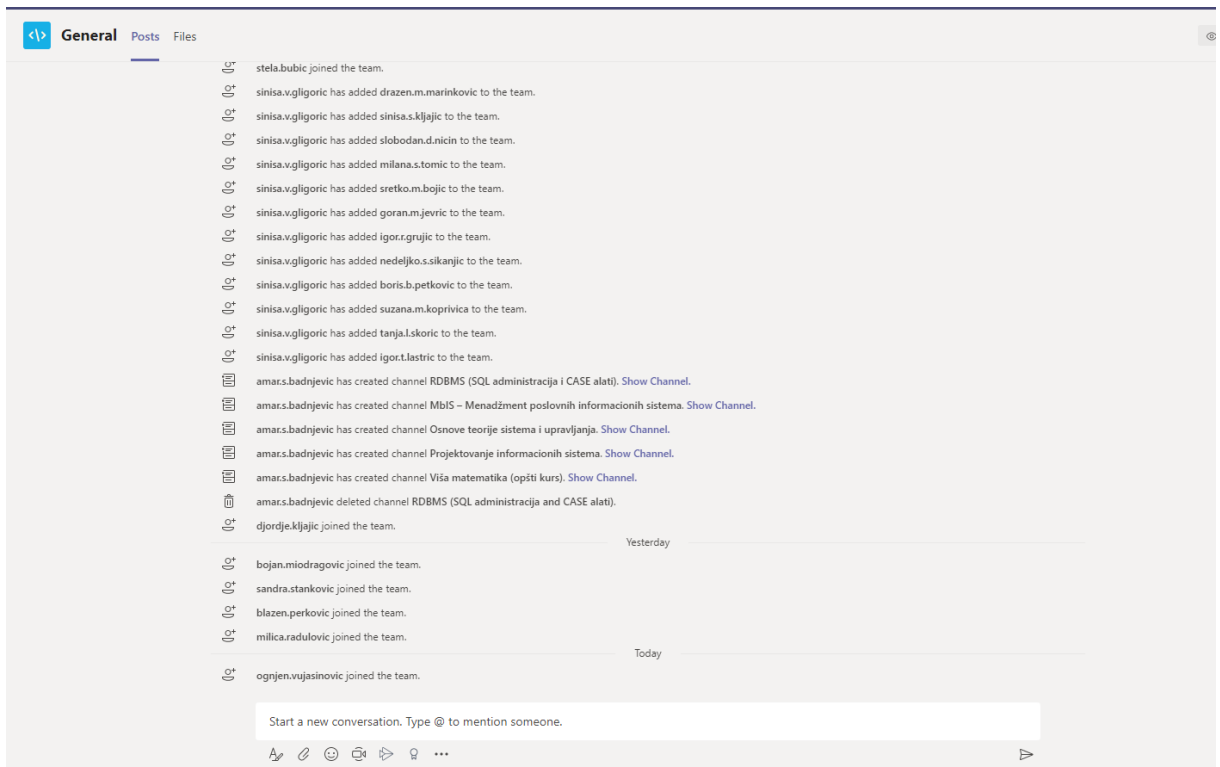 General Posts Files
stela.bubic joined the team.
sinisa.v.gligoric has added drazen.m.marinkovic to the team.
sinisa.v.gligoric has added sinisa.s.kljajic to the team.
sinisa.v.gligoric has added slobodan.d.nicin to the team.
sinisa.v.gligoric has added milana.s.tomic to the team.
sinisa.v.gligoric has added sretko.m.bojic to the team.
sinisa.v.gligoric has added goran.m.jevric to the team.
sinisa.v.gligoric has added igor.r.grujic to the team.
sinisa.v.gligoric has added nedeljko.s.sikanjic to the team.
sinisa.v.gligoric has added boris.b.petkovic to the team.
sinisa.v.gligoric has added suzana.m.koprivica to the team.
sinisa.v.gligoric has added tanja.l.skoric to the team.
sinisa.v.gligoric has added igor.t.lastric to the team.
amar.s.badnjevic has created channel RDBMS (SQL administracija i CASE alati). Show Channel.
amar.s.badnjevic has created channel MbIS – Menadžment poslovnih informacionih sistema. Show Channel.
amar.s.badnjevic has created channel Osnove teorije sistema i upravljanja. Show Channel.
amar.s.badnjevic has created channel Projektovanje informacionih sistema. Show Channel.
amar.s.badnjevic has created channel Viša matematika (opšti kurs). Show Channel.
amar.s.badnjevic deleted channel RDBMS (SQL administracija and CASE alati).
djordje.kljajic joined the team.
Yesterday
bojan.miodragovic joined the team.
sandra.stankovic joined the team.
blazen.perkovic joined the team.
milica.radulovic joined the team.
Today
ognjen.vujasinovic joined the team.
Start a new conversation. Type @ to mention someone.